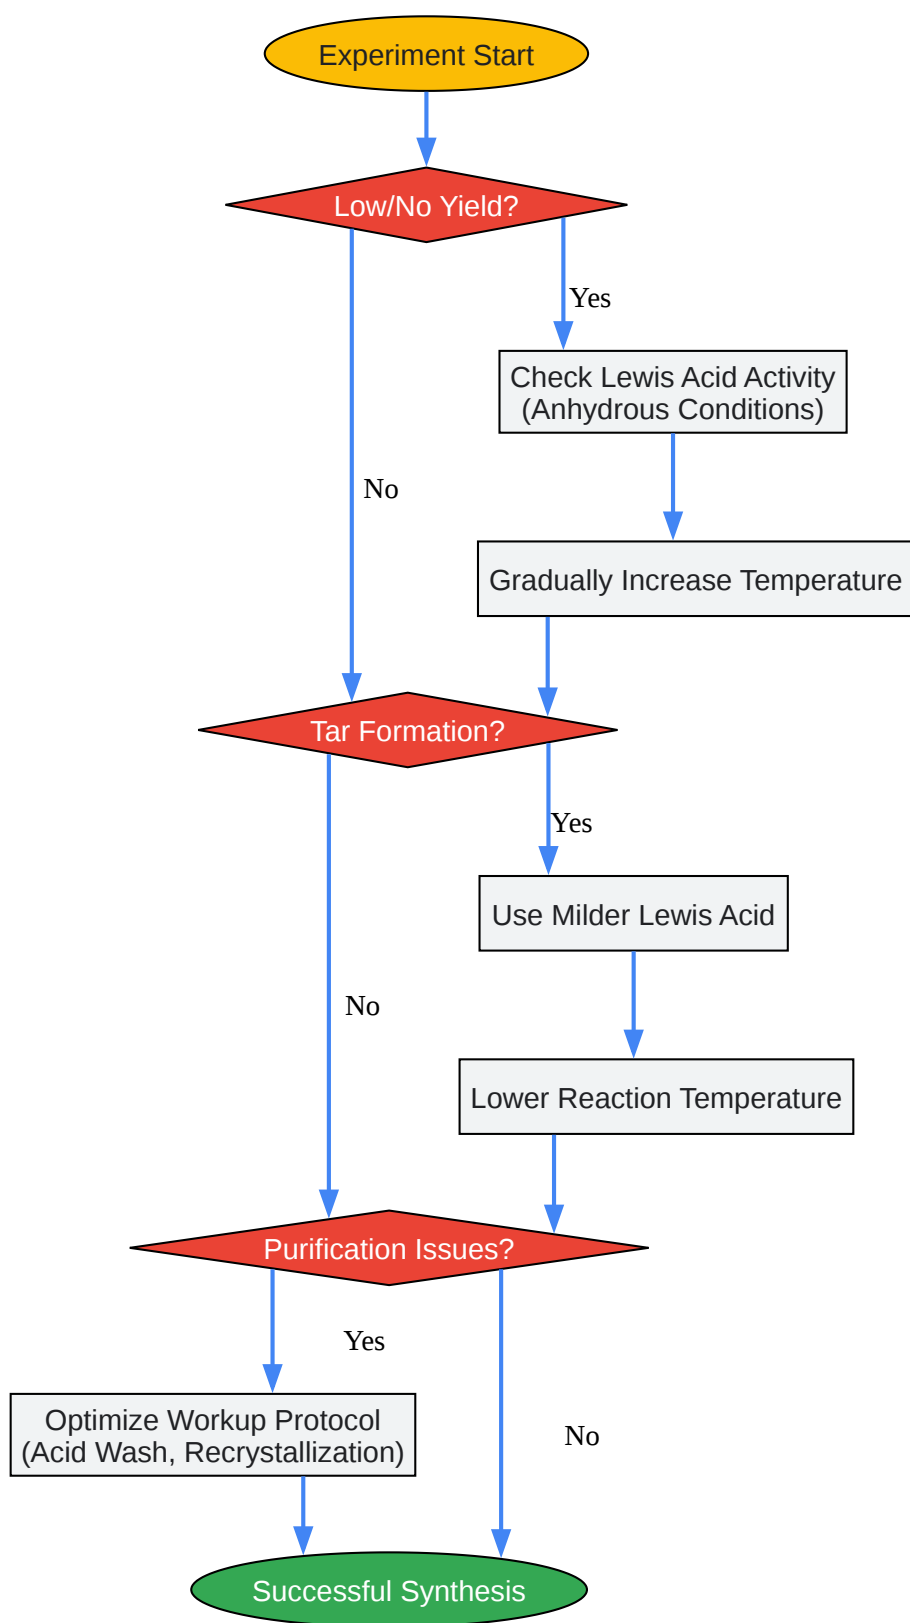 Experiment Start
Low/No Yield?
Yes
Check Lewis Acid Activity
(Anhydrous Conditions)
No
Gradually Increase Temperature
Tar Formation?
Yes
Use Milder Lewis Acid
No
Lower Reaction Temperature
Purification Issues?
Yes
Optimize Workup Protocol
(Acid Wash, Recrystallization)
No
Successful Synthesis